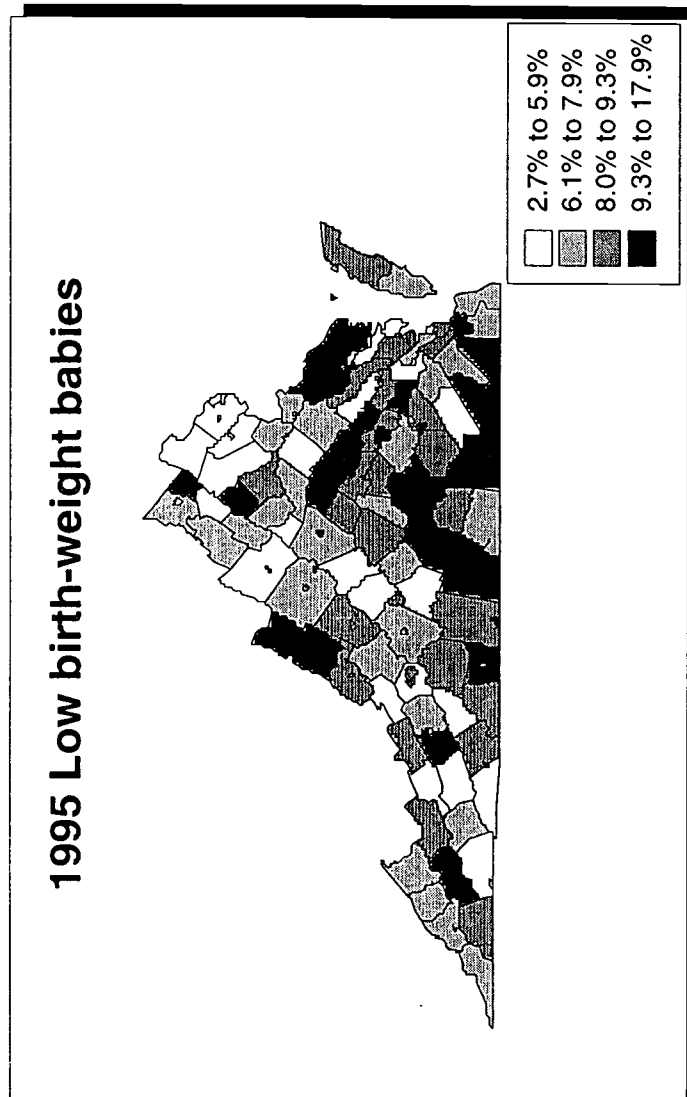 1995 Low birth-weight babies
2.7% to 5.9%
6.1% to 7.9%
8.0% to 9.3%
9.3% to 17.9%